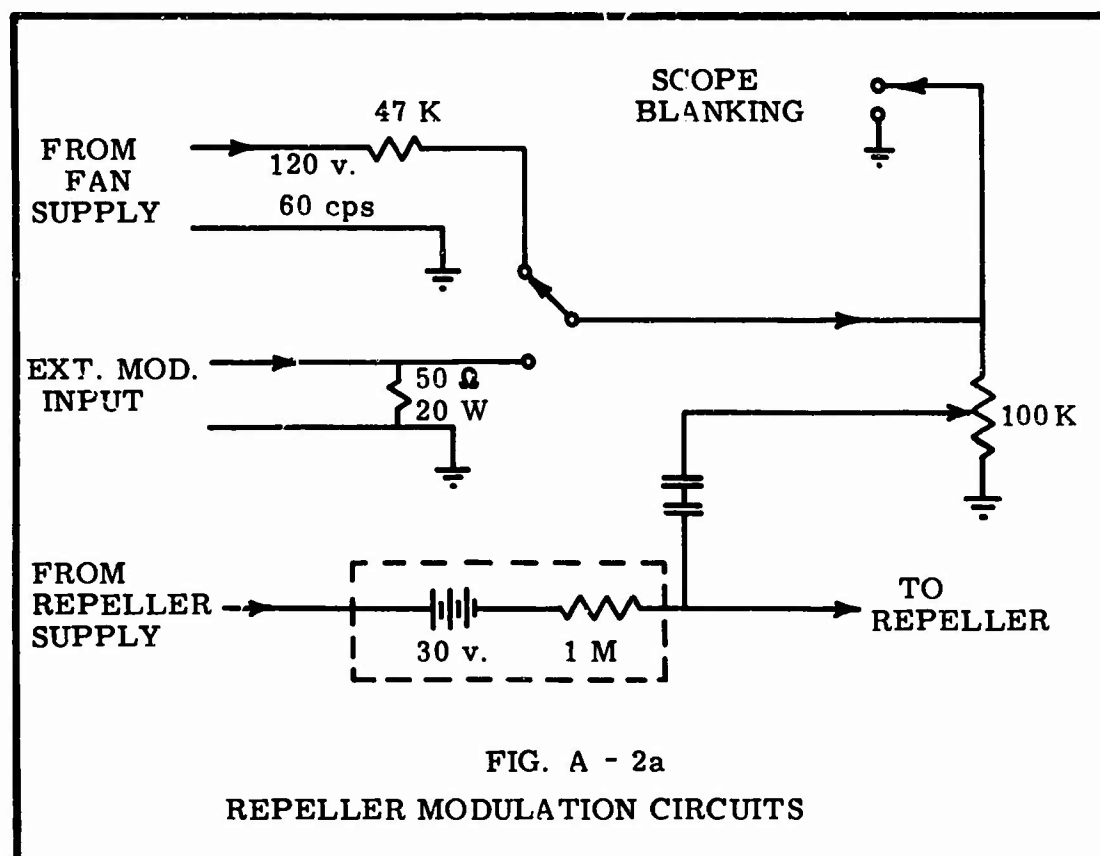 SCOPE
BLANKING
47 K
FROM
FAN
SUPPLY
120 v.
60 cps
EXT. MOD.
INPUT
50 Ω
20 W
100 K
FROM
REPELLER
SUPPLY
30 v.
1 M
TO
REPELLER
FIG. A - 2a
REPELLER MODULATION CIRCUITS